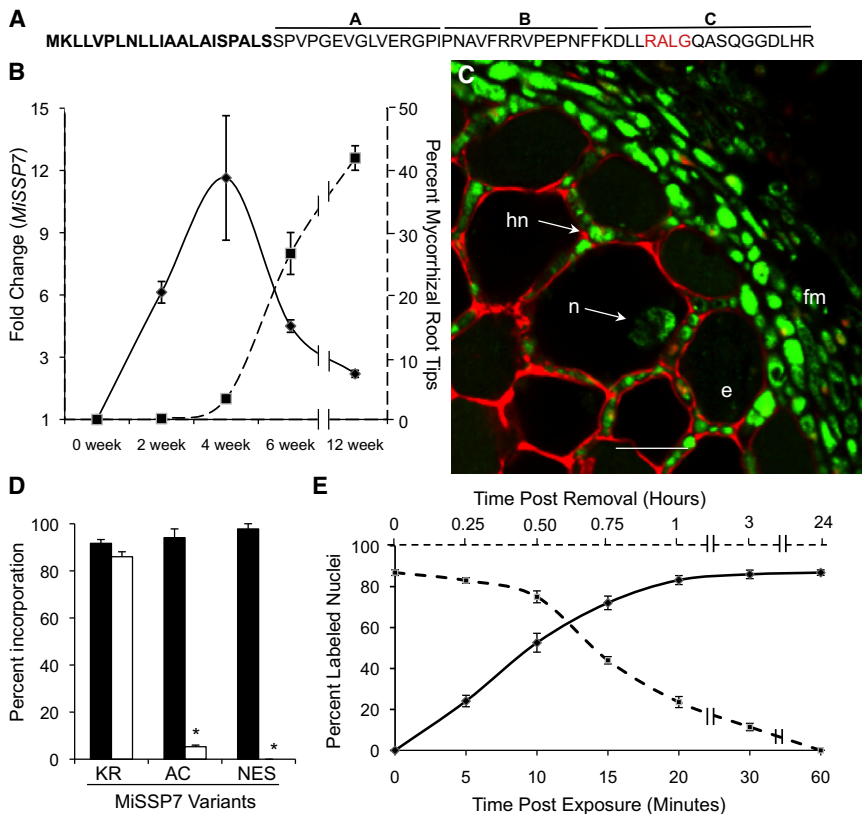 A
A B C
MKLLVPLNLLIAALAISPALSSPVPGEVGLVERGPIPNAVFRRVPEPNFFKDLLRALGQASQGGDLHR
B
15
12
9
6
3
1
Fold Change (MiSSP7)
50
40
30
20
10
0
Percent Mycorrhizal Root Tips
0 week 2 week 4 week 6 week 12 week
C
hn
n
fm
e
D
100
80
60
40
20
0
Percent incorporation
*
*
KR AC NES
MiSSP7 Variants
E
Time Post Removal (Hours)
0 0.25 0.50 0.75 1 3 24
100
80
60
40
20
0
Percent Labeled Nuclei
0 5 10 15 20 30 60
Time Post Exposure (Minutes)